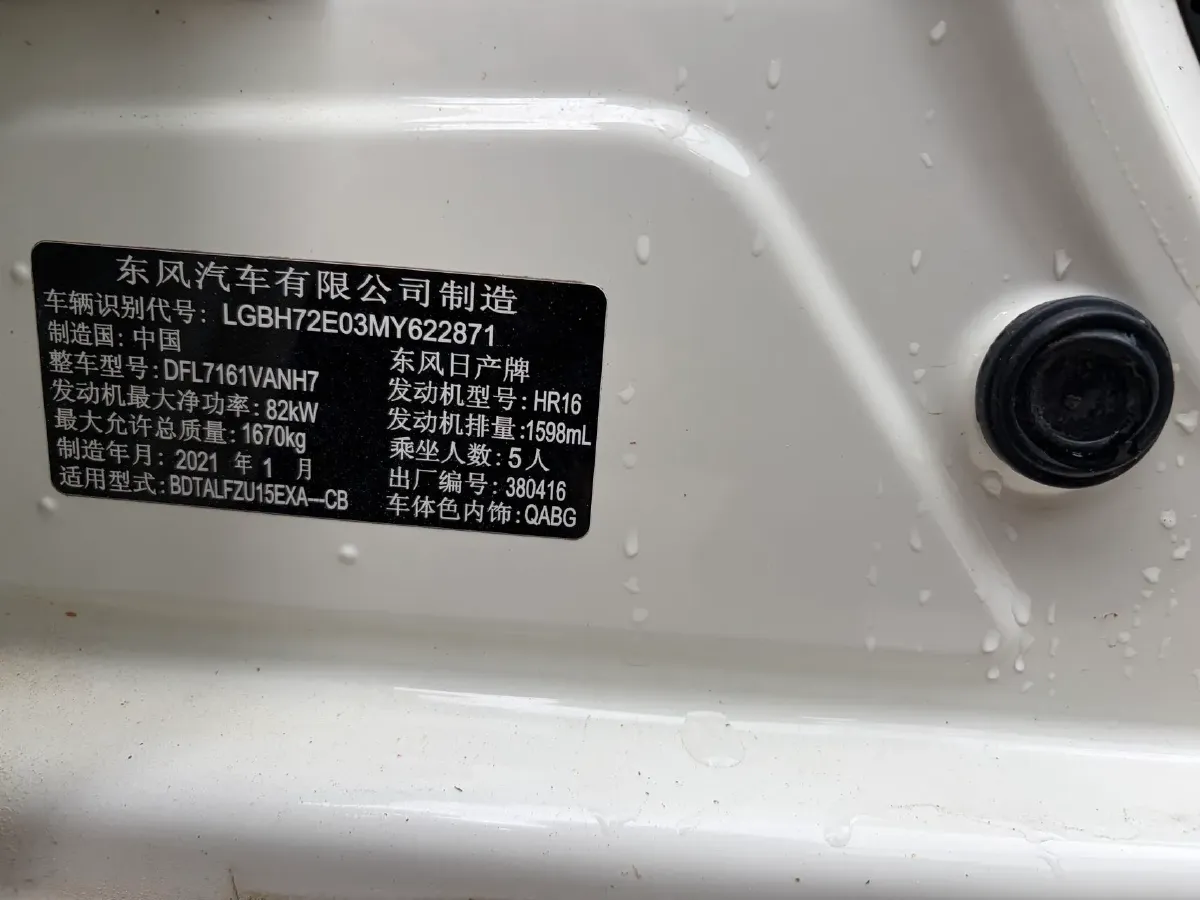 东风汽车有限公司制造
车辆识别代号: LGBH72E03MY622871
制造国: 中国 东风日产牌
整车型号: DFL7161VANH7 发动机型号: HR16
发动机最大净功率: 82kW 发动机排量: 1598mL
最大允许总质量: 1670kg 乘坐人数: 5人
制造年月: 2021 年 1 月 出厂编号: 380416
适用型式: BDTALFZU15EXA--CB 车体色内饰: QABG